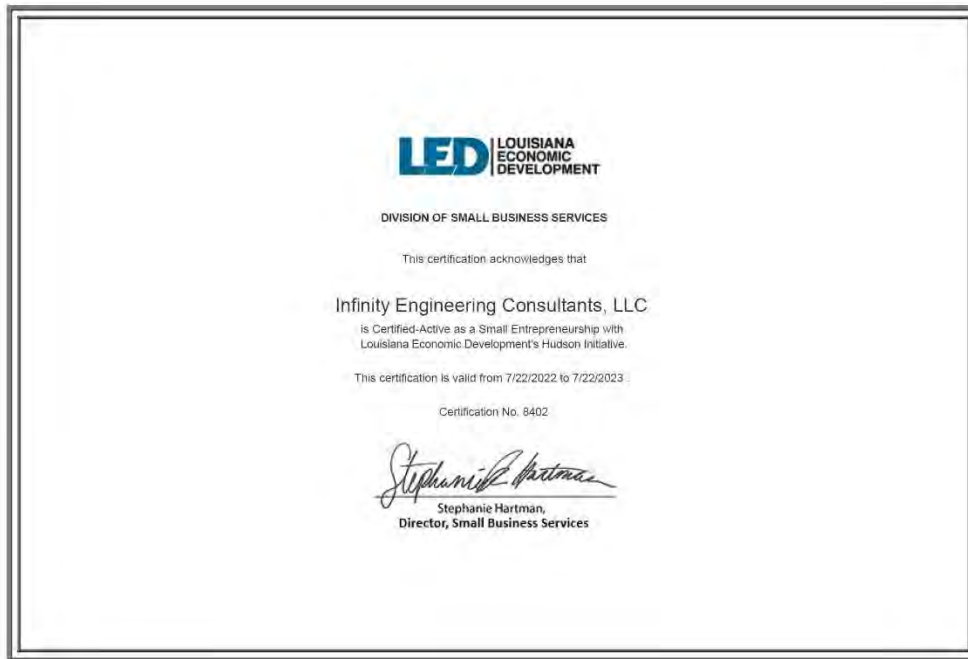 LED LOUISIANA
ECONOMIC
DEVELOPMENT
DIVISION OF SMALL BUSINESS SERVICES
This certification acknowledges that
Infinity Engineering Consultants, LLC
is Certified-Active as a Small Entrepreneurship with
Louisiana Economic Development's Hudson Initiative.
This certification is valid from 7/22/2022 to 7/22/2023 .
Certification No. 8402
Stephanie Hartman
Stephanie Hartman,
Director, Small Business Services